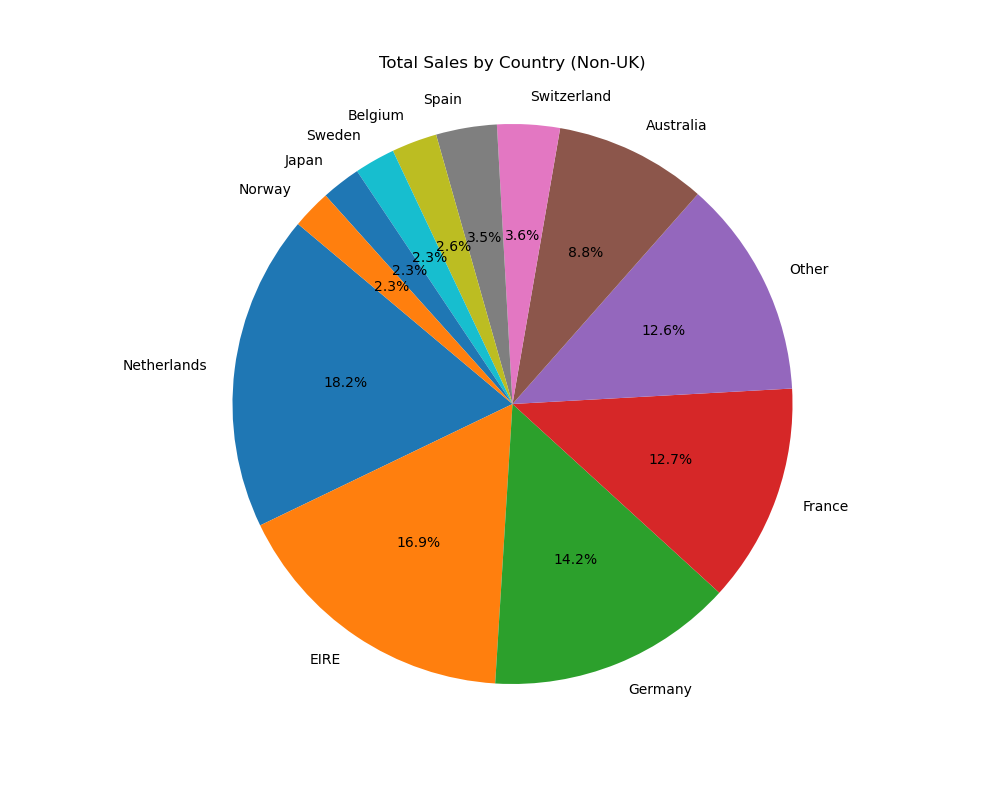 Total Sales by Country (Non-UK)
Switzerland
Spain
Belgium
Australia
Sweden
Japan
Norway
Other
3.6%
3.5%
2.6%
8.8%
2.3%
2.3%
2.3%
12.6%
Netherlands
18.2%
12.7%
France
16.9%
14.2%
EIRE
Germany